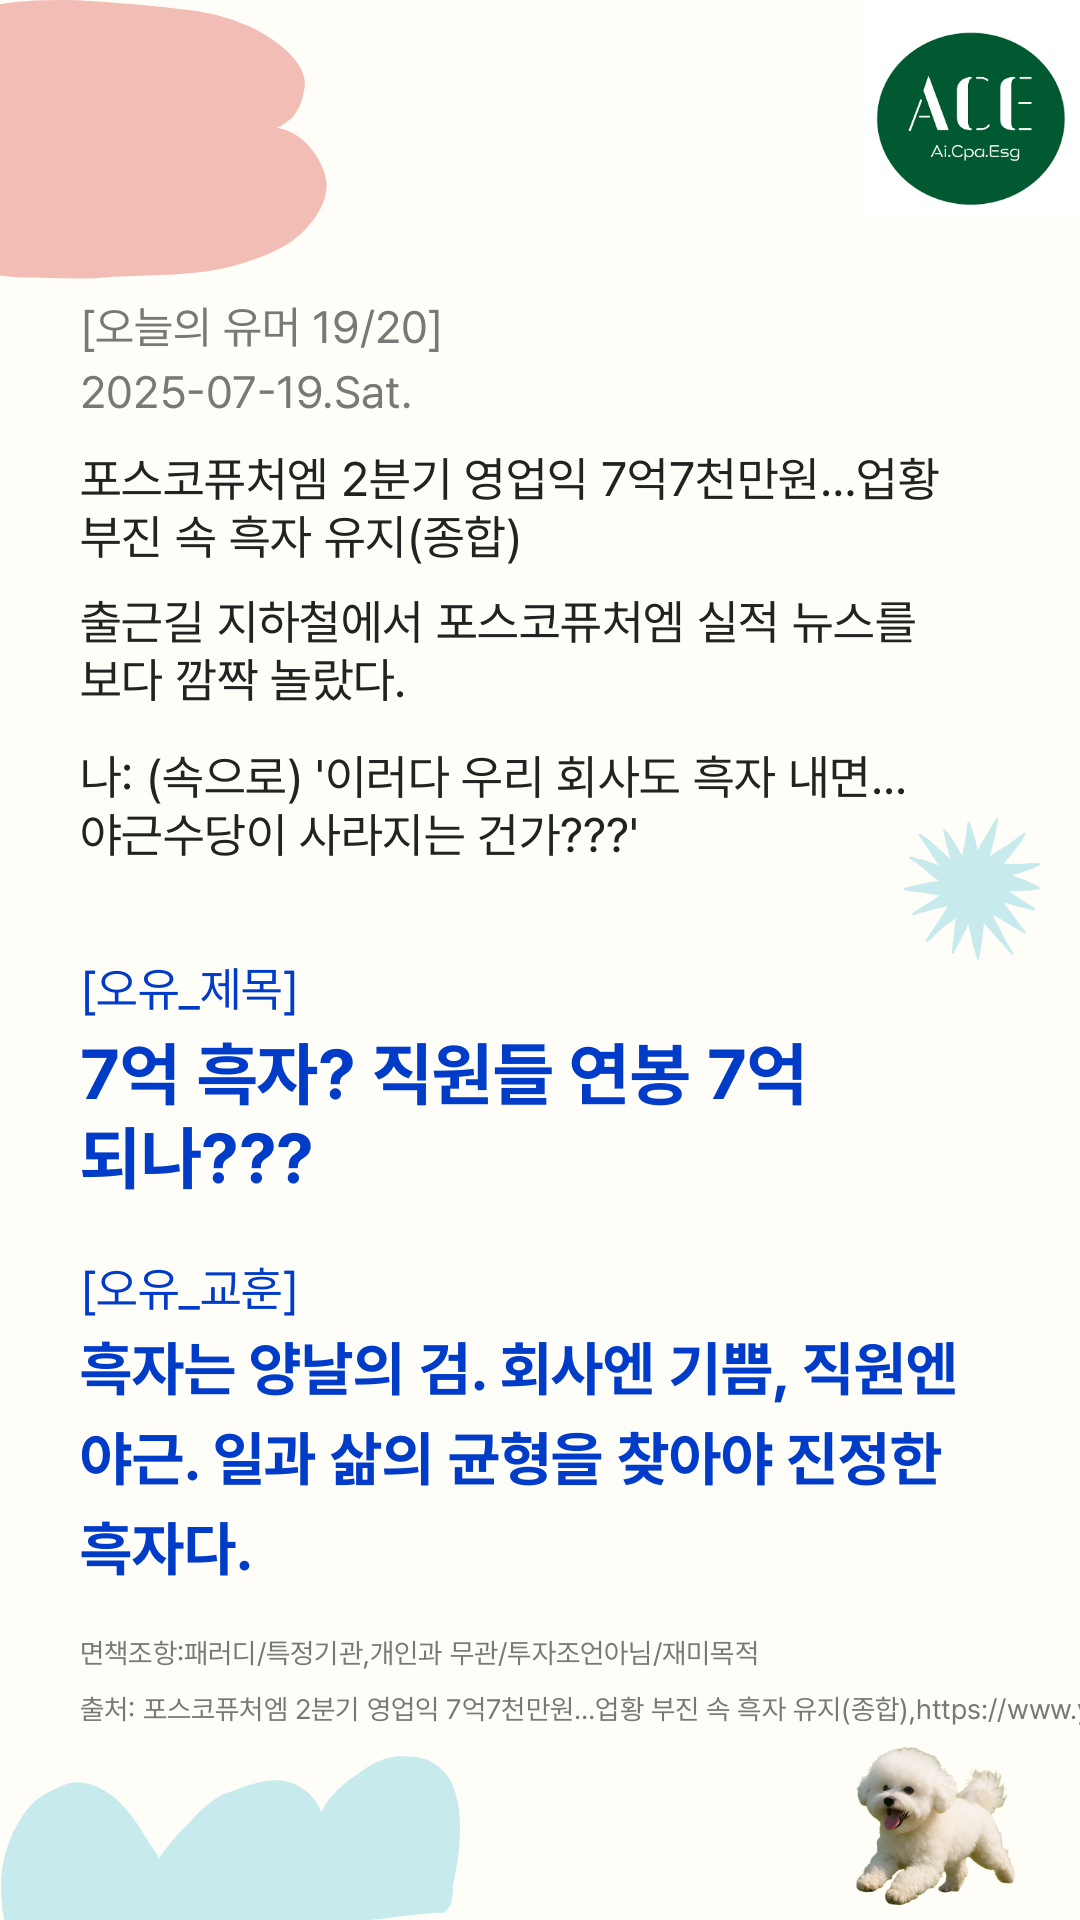 ACE
Ai.Cpa.Esg
[오늘의 유머 19/20]
2025-07-19.Sat.
포스코퓨처엠 2분기 영업익 7억7천만원...업황
부진 속 흑자 유지(종합)
출근길 지하철에서 포스코퓨처엠 실적 뉴스를
보다 깜짝 놀랐다.
나: (속으로) '이러다 우리 회사도 흑자 내면...
야근수당이 사라지는 건가???'
[오유_제목]
7억 흑자? 직원들 연봉 7억
되나???
[오유_교훈]
흑자는 양날의 검. 회사엔 기쁨, 직원엔
야근. 일과 삶의 균형을 찾아야 진정한
흑자다.
면책조항:패러디/특정기관,개인과 무관/투자조언아님/재미목적
출처: 포스코퓨처엠 2분기 영업익 7억7천만원...업황 부진 속 흑자 유지(종합),https://www.